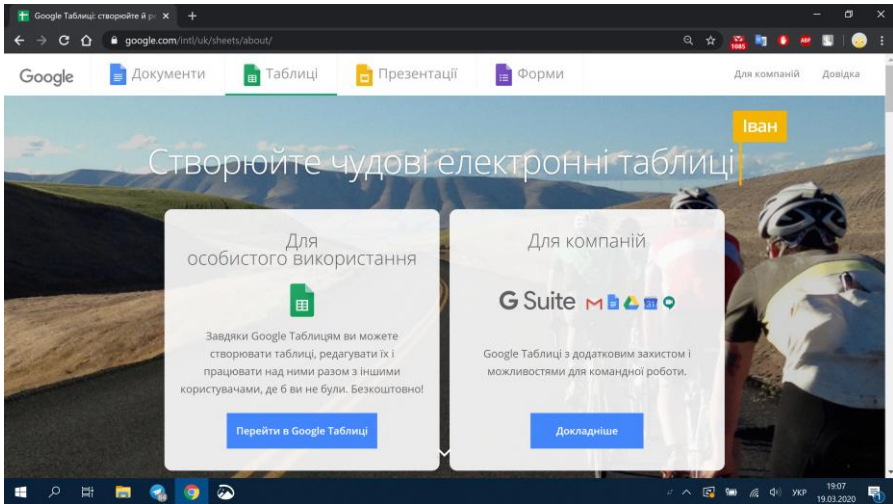 Google Таблиці: створюйте й р
google.com/intl/uk/sheets/about/
1085
ABP
Google
Документи
Таблиці
Презентації
Форми
Для компаній
Довідка
Іван
Створюйте чудові електронні таблиці
Для
особистого використання
Завдяки Google Таблицям ви можете
створювати таблиці, редагувати їх і
працювати над ними разом з іншими
користувачами, де б ви не були. Безкоштовно!
Перейти в Google Таблиці
Для компаній
G Suite
31
Google Таблиці з додатковим захистом і
можливостями для командної роботи.
Докладніше
УКР
19:07
19.03.2020